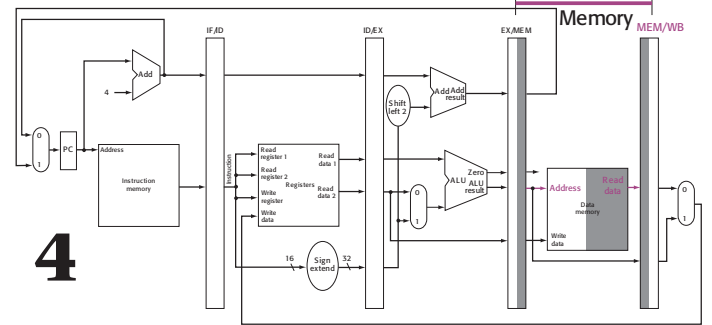 Memory
IF/ID
ID/EX
EX/MEM
MEM/WB
Add
4
Add Add
result
Shift
left 2
0
1
PC
Address
Instruction
memory
Instruction
Read
register 1
Read
register 2
Write
register
Write
data
Registers
Read
data 1
Read
data 2
0
1
ALU
Zero
ALU
result
Address
Read
data
Data
memory
Write
data
0
1
16
Sign
extend
32
4